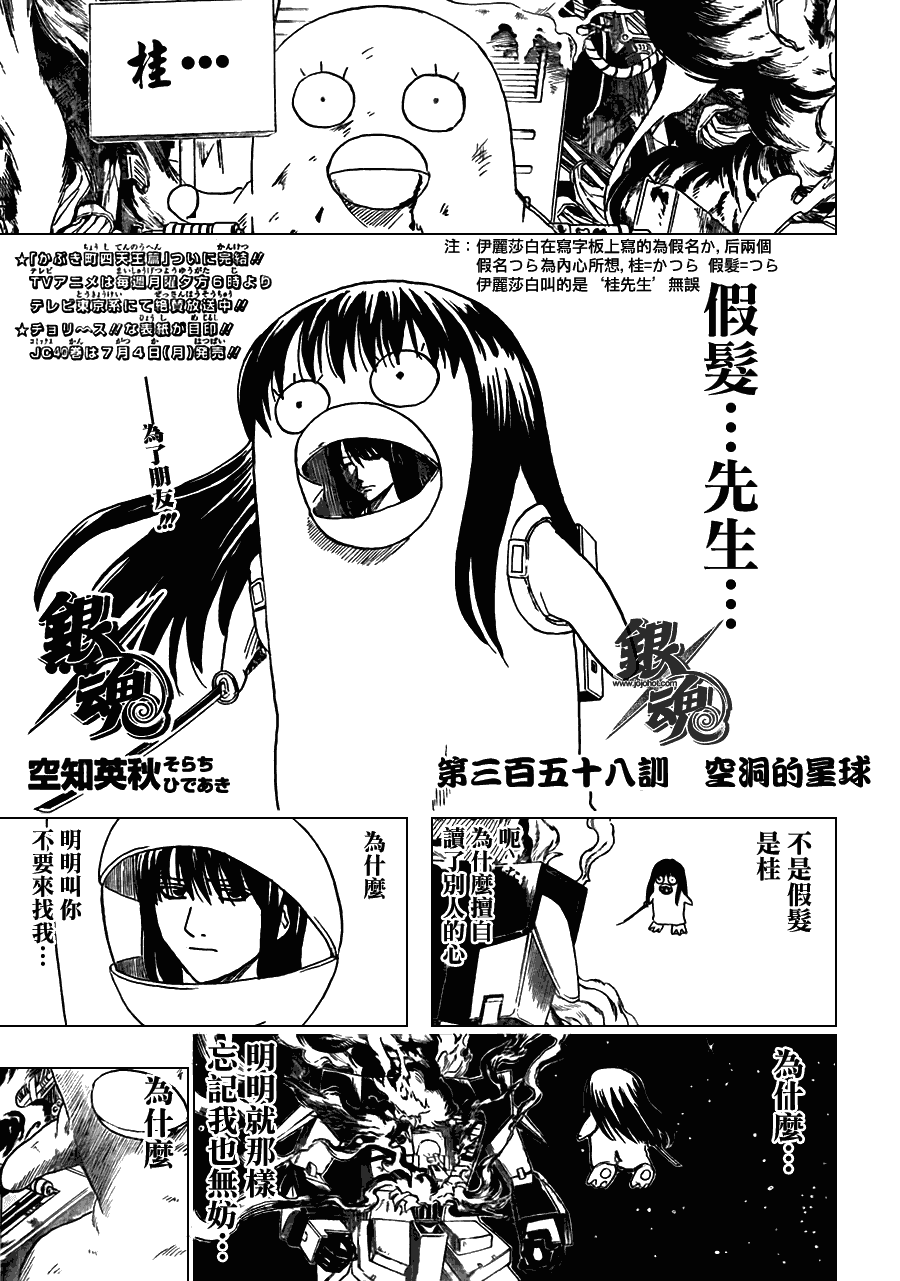 桂…
注：伊麗莎白在寫字板上寫的為假名か,后兩個
假名つら為內心所想,桂=かつら 假髮=つら
伊麗莎白叫的是‘桂先生’無誤
假髮…先生…
★「かぶき町四天王篇」ついに完結!!
TVアニメは毎週月曜夕方6時より
テレビ東京系にて絶賛放送中!!
★チョリ～ス!!な表紙が目印!!
JC40巻は7月4日(月)発売!!
為了朋友!!!
銀魂
銀魂
www.jojohot.com
空知英秋
そらち
ひであき
第三百五十八訓 空洞的星球
不是假髮
是桂
呃
為什麼擅自
讀了別人的心
為什麼
明明叫你
不要來找我…
為什麼…
明明就那樣
忘記我也無妨…
為什麼